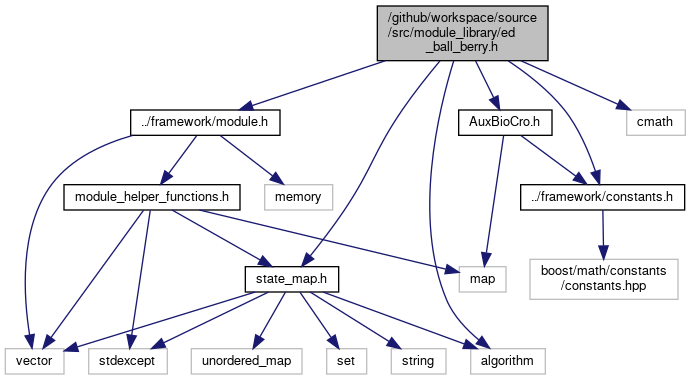 /github/workspace/source
/src/module_library/ed
_ball_berry.h
../framework/module.h
AuxBioCro.h
cmath
module_helper_functions.h
memory
../framework/constants.h
state_map.h
map
boost/math/constants
/constants.hpp
vector
stdexcept
unordered_map
set
string
algorithm